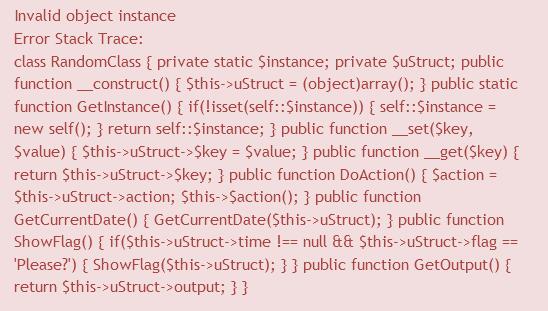 Invalid object instance
Error Stack Trace:
class RandomClass { private static $instance; private $uStruct; public
function __construct() { $this->uStruct = (object)array(); } public static
function GetInstance() { if(!isset(self::$instance)) { self::$instance =
new self(); } return self::$instance; } public function __set($key,
$value) { $this->uStruct->$key = $value; } public function __get($key) {
return $this->uStruct->$key; } public function DoAction() { $action =
$this->uStruct->action; $this->$action(); } public function
GetCurrentDate() { GetCurrentDate($this->uStruct); } public function
ShowFlag() { if($this->uStruct->time !== null && $this->uStruct->flag ==
'Please?') { ShowFlag($this->uStruct); } } public function GetOutput() {
return $this->uStruct->output; } }